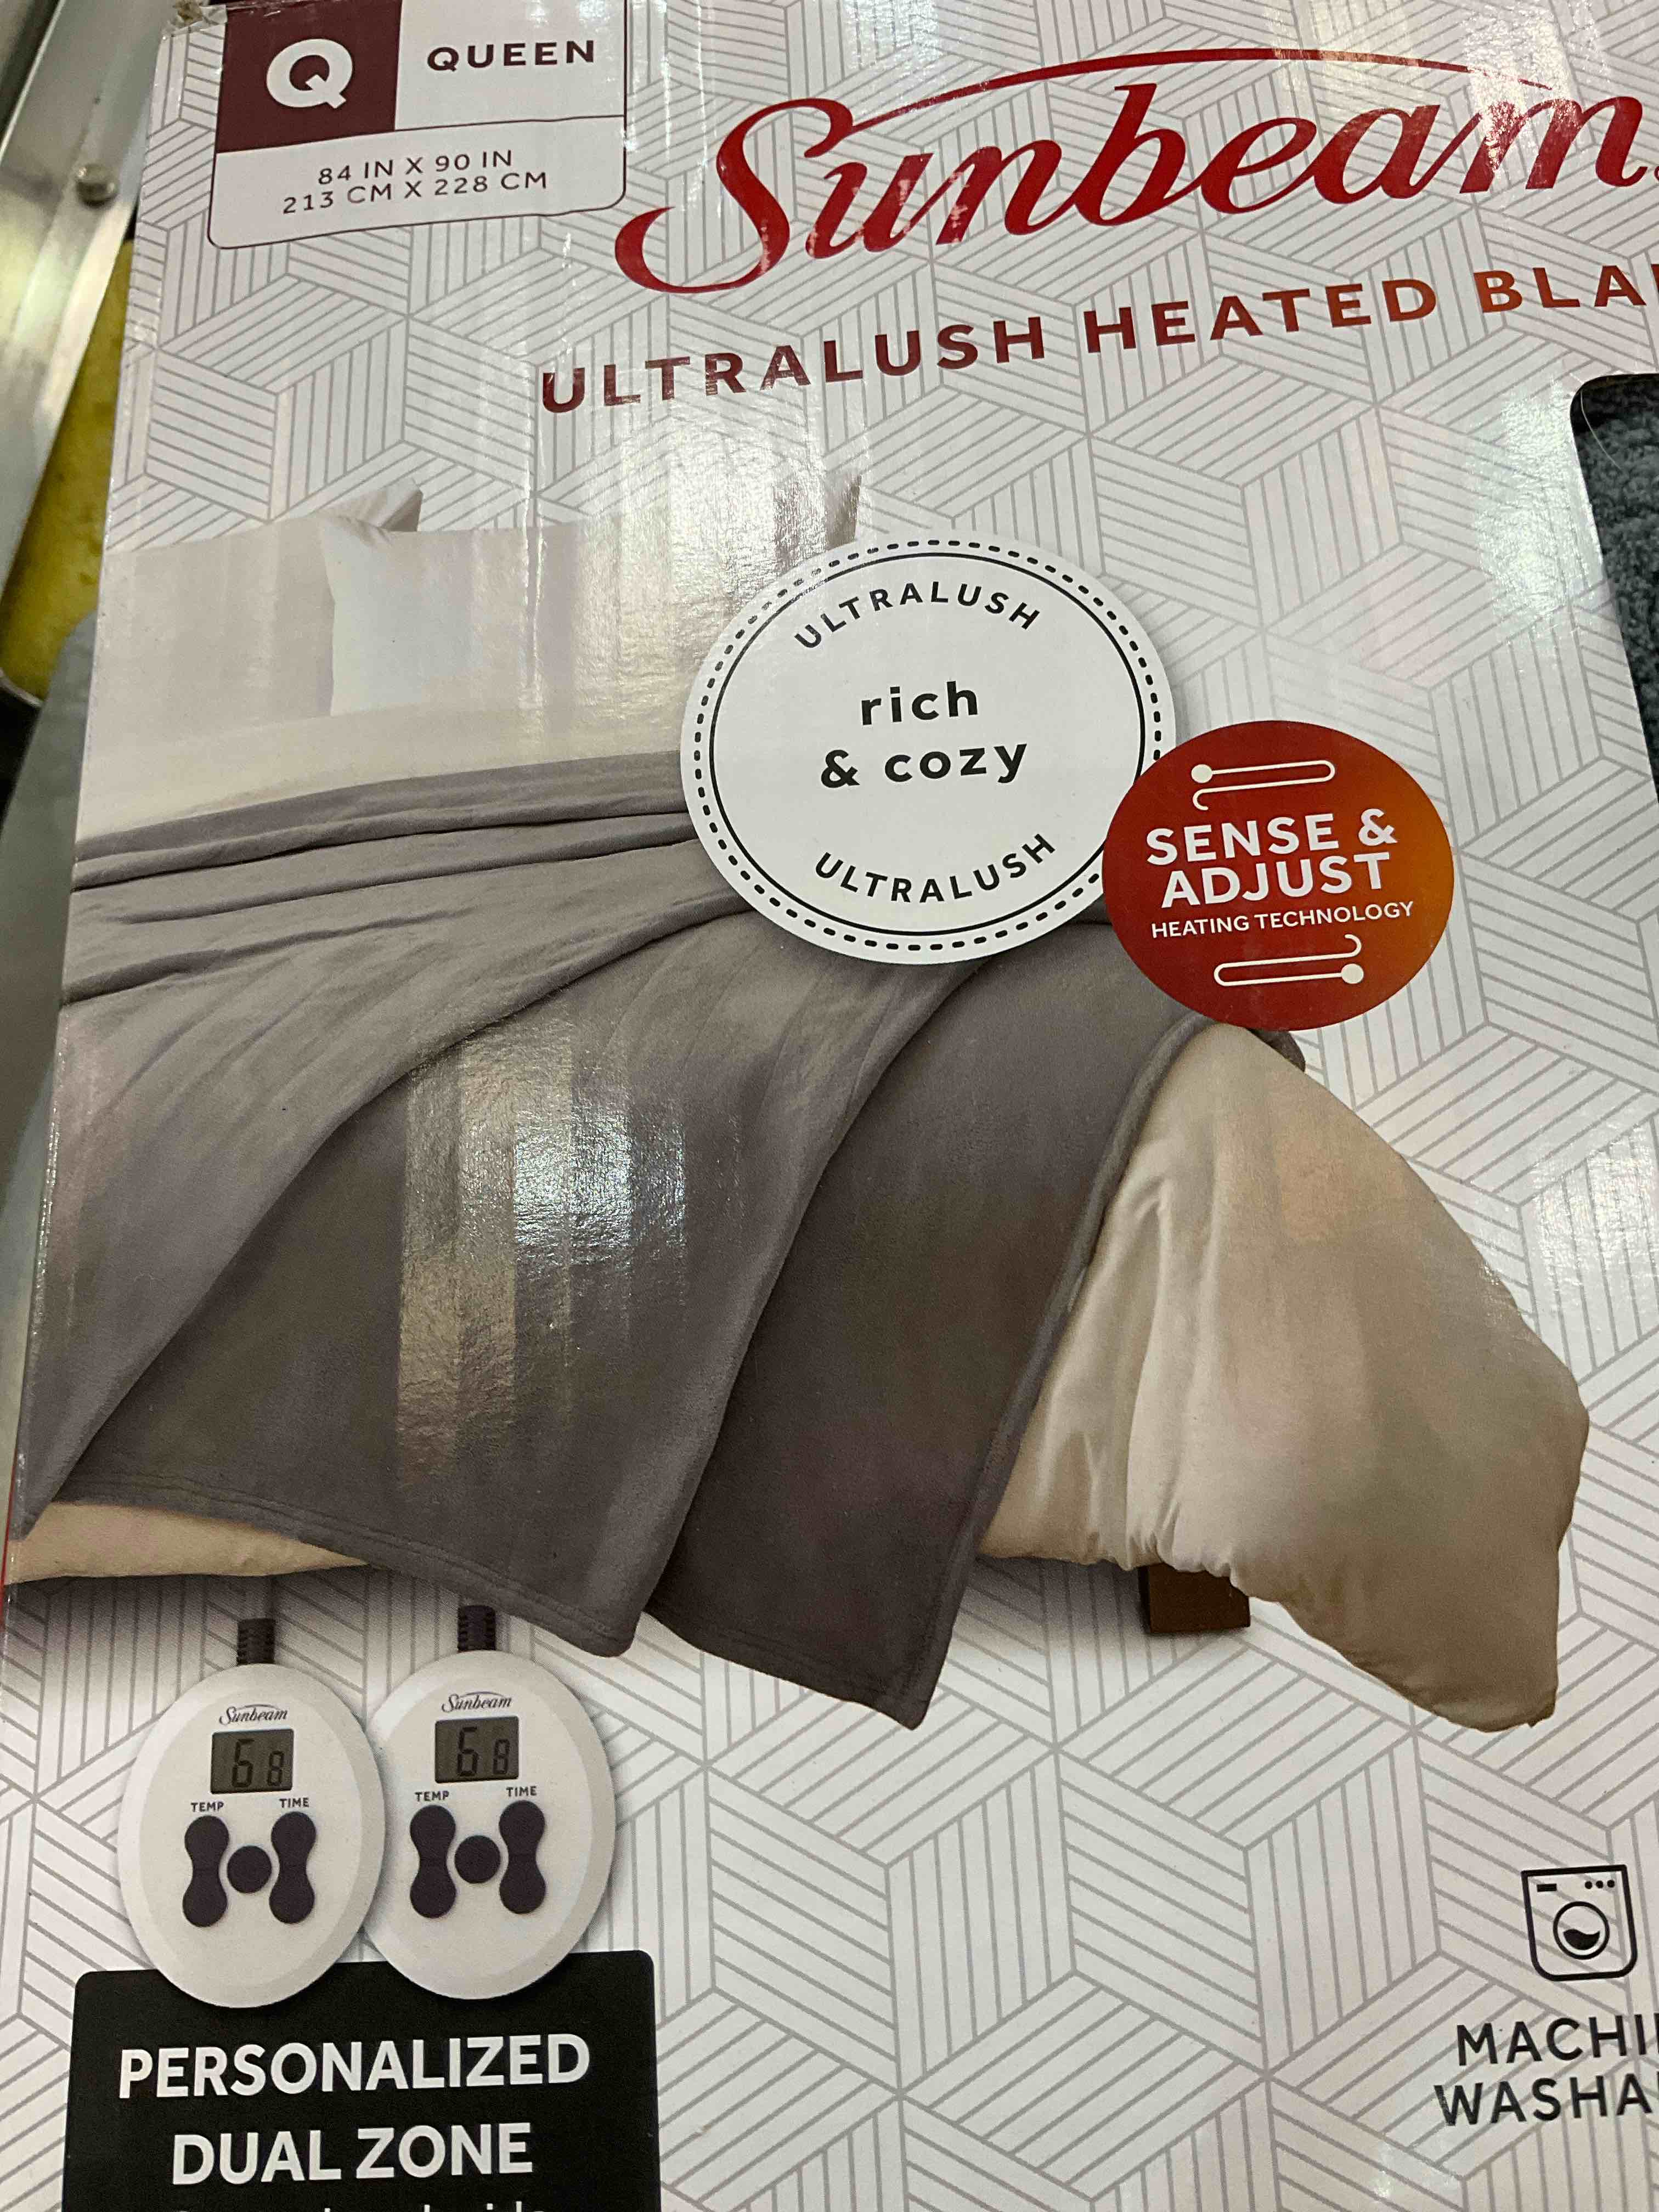 Q QUEEN
84 IN X 90 IN
213 CM X 228 CM
Sunbeam
ULTRALUSH HEATED BLA
ULTRALUSH
rich
& cozy
ULTRALUSH
SENSE &
ADJUST
HEATING TECHNOLOGY
Sunbeam
68
TEMP TIME
Sunbeam
68
TEMP TIME
PERSONALIZED
DUAL ZONE
MACHI
WASHA